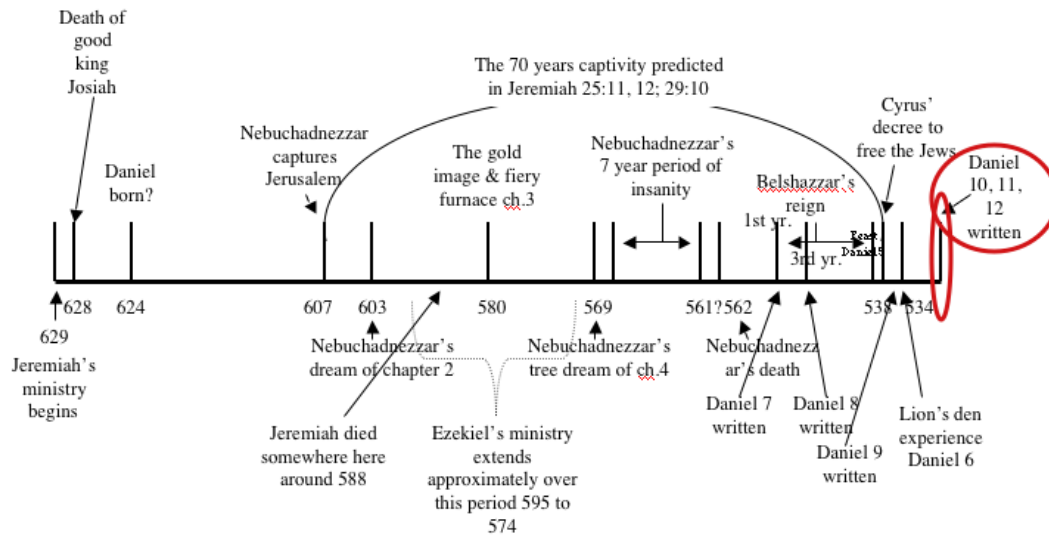 Death of
good
king
Josiah
The 70 years captivity predicted
in Jeremiah 25:11, 12; 29:10
Cyrus’
decree to
free the Jews
Nebuchadnezzar
captures
Jerusalem
Daniel
born?
The gold
image & fiery
furnace ch.3
Nebuchadnezzar’s
7 year period of
insanity
Belshazzar’s
reign
1st yr.
3rd yr.
Feast
Daniel 5
Daniel
10, 11,
12
written
629
628
624
607
603
580
569
561?
562
538
534
Jeremiah’s
ministry
begins
Nebuchadnezzar’s
dream of chapter 2
Nebuchadnezzar’s
tree dream of ch.4
Nebuchadnezz
ar’s death
Jeremiah died
somewhere here
around 588
Ezekiel’s ministry
extends
approximately over
this period 595 to
574
Daniel 7
written
Daniel 8
written
Daniel 9
written
Lion’s den
experience
Daniel 6